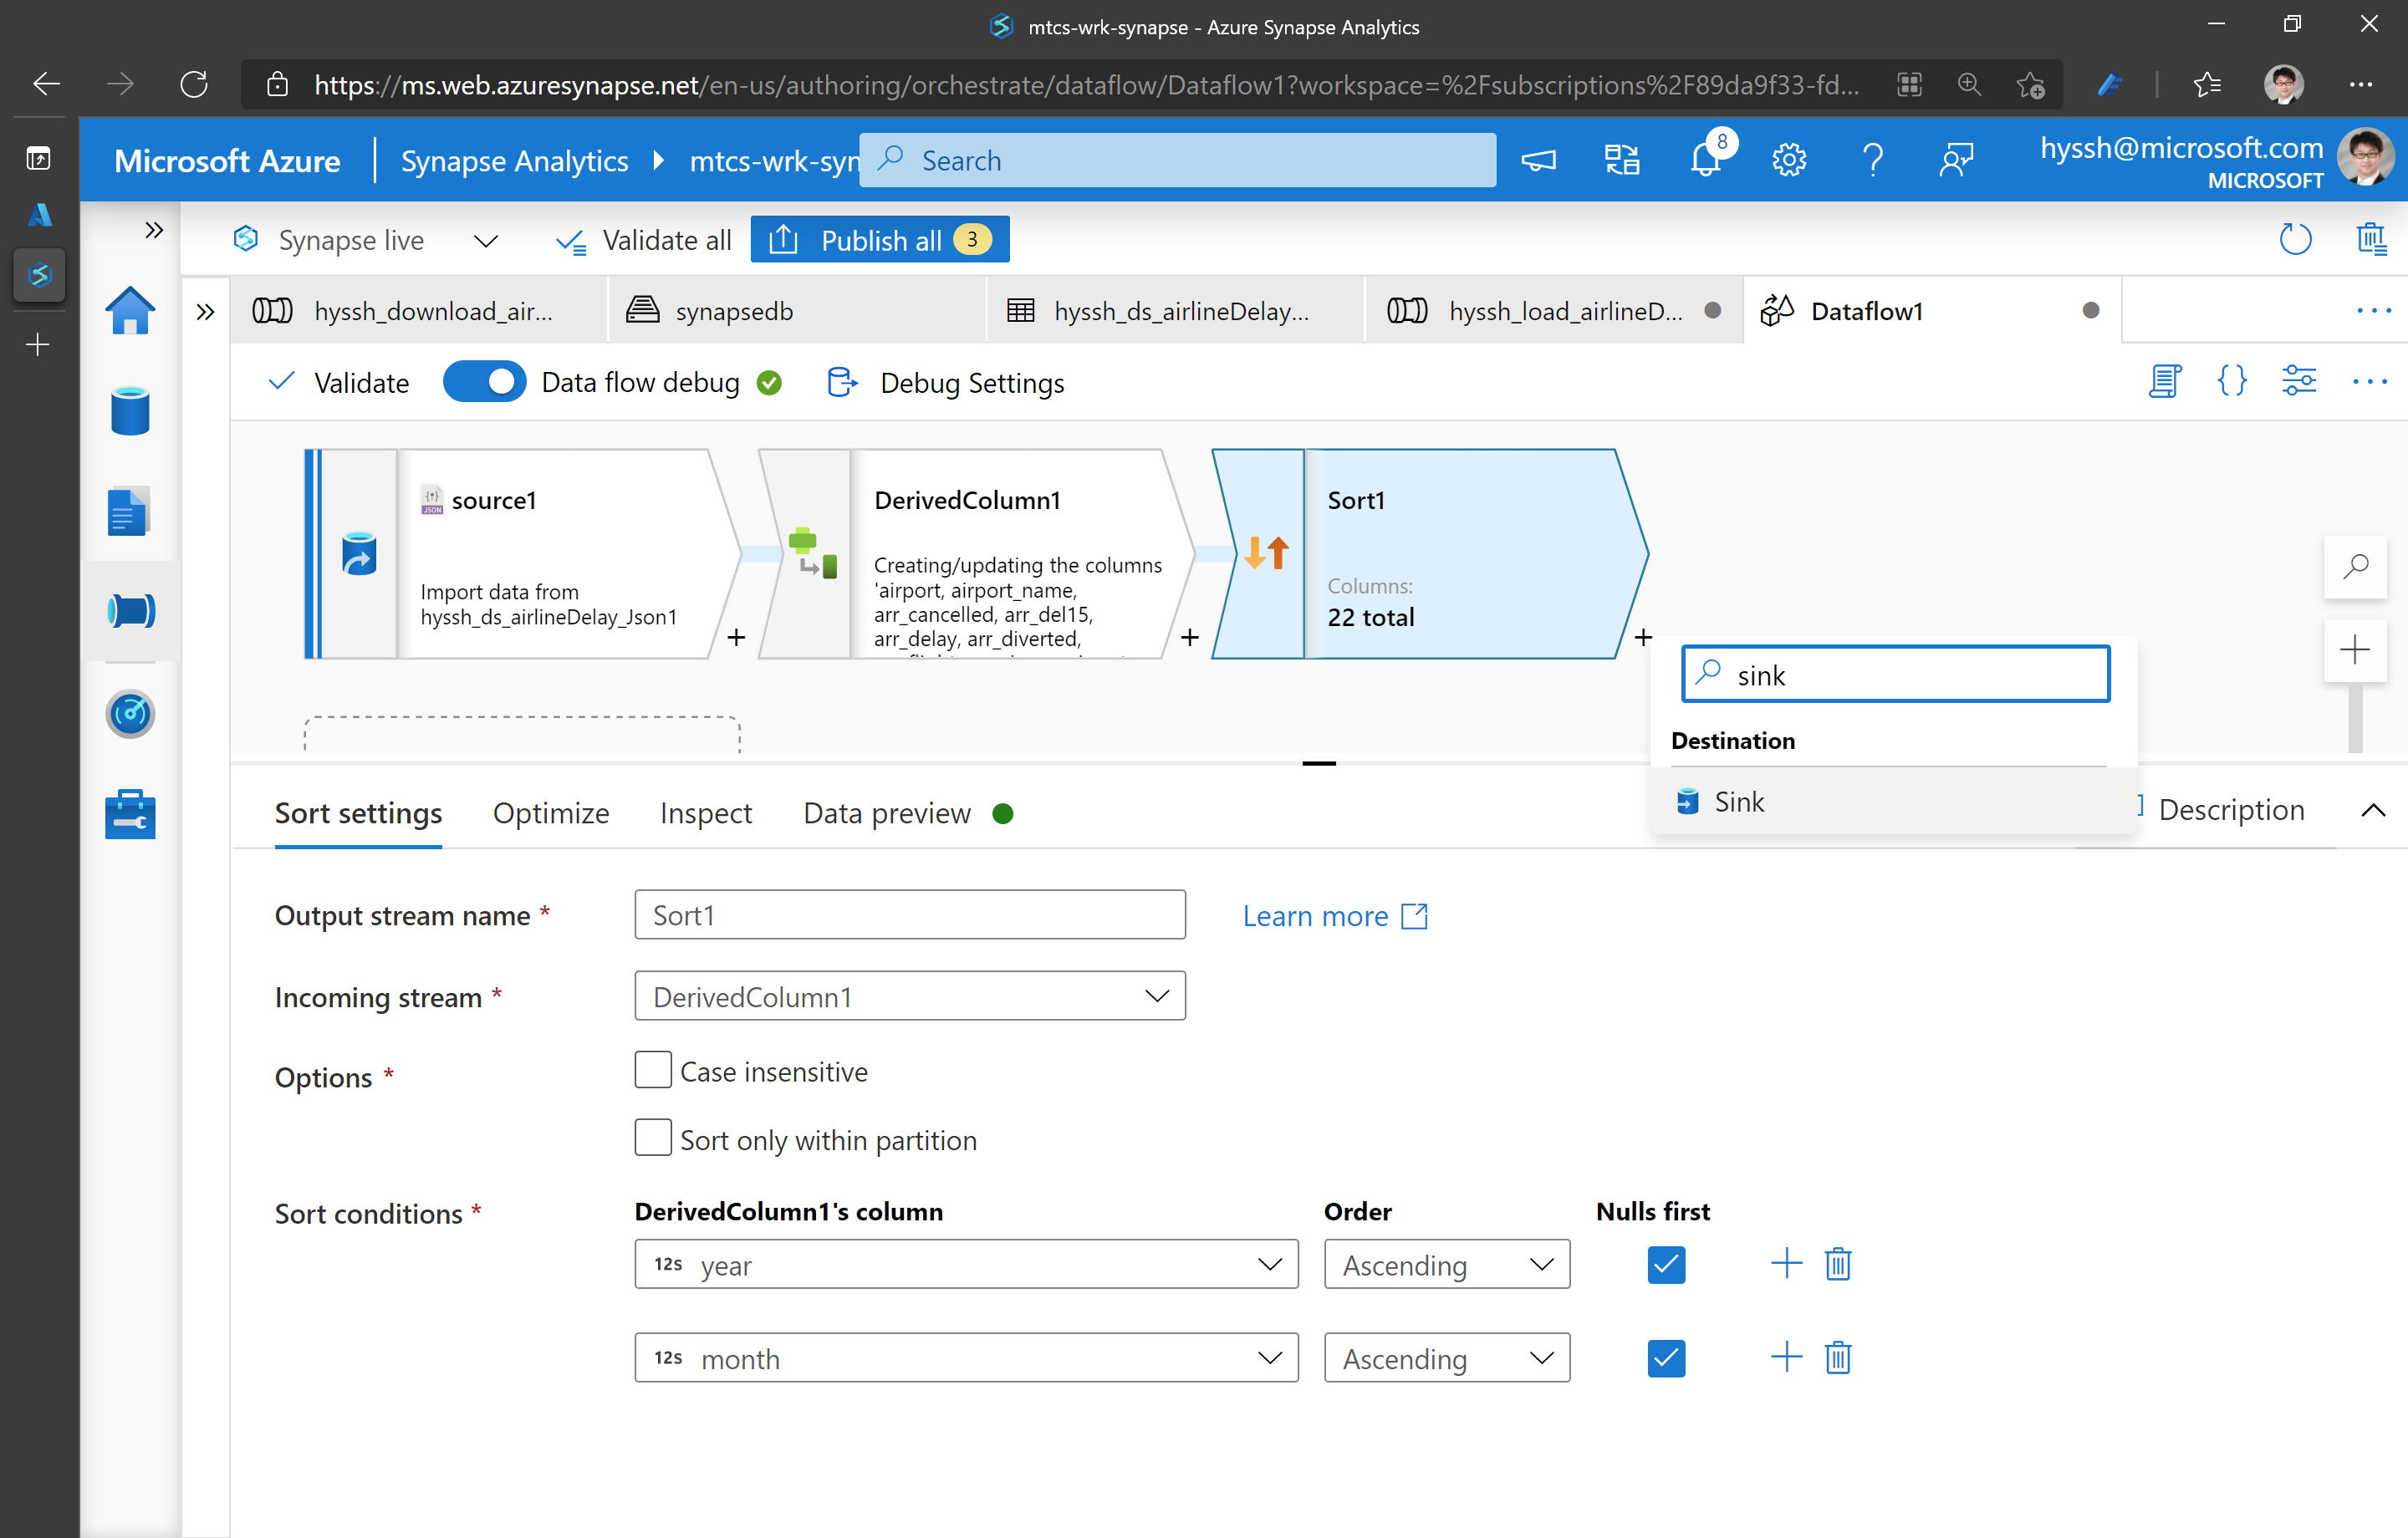 mtcs-wrk-synapse - Azure Synapse Analytics
https://ms.web.azuresynapse.net/en-us/authoring/orchestrate/dataflow/Dataflow1?workspace=%2Fsubscriptions%2F89da9f33-fd...
Microsoft Azure
Synapse Analytics
mtcs-wrk-syn
Search
8
hyssh@microsoft.com
MICROSOFT
Synapse live
Validate all
Publish all 3
hyssh_download_air...
synapsedb
hyssh_ds_airlineDelay...
hyssh_load_airlineD...
Dataflow1
Validate
Data flow debug
Debug Settings
source1
JSON
Import data from
hyssh_ds_airlineDelay_Json1
+
DerivedColumn1
Creating/updating the columns
'airport, airport_name,
arr_cancelled, arr_del15,
arr_delay, arr_diverted,
+
Sort1
Columns:
22 total
+
sink
Destination
Sink
Sort settings
Optimize
Inspect
Data preview
Description
Output stream name *
Sort1
Learn more
Incoming stream *
DerivedColumn1
Options *
Case insensitive
Sort only within partition
Sort conditions *
DerivedColumn1's column
Order
Nulls first
12s year
Ascending
12s month
Ascending